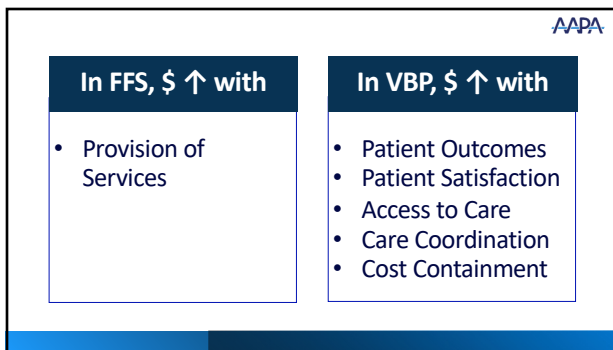 AAPA
In FFS, $ ↑ with
• Provision of
Services
In VBP, $ ↑ with
• Patient Outcomes
• Patient Satisfaction
• Access to Care
• Care Coordination
• Cost Containment